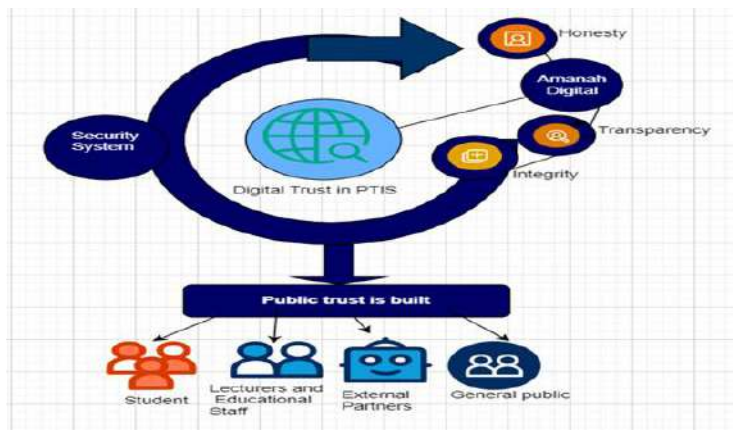 Honesty
Amanah
Digital
Security
System
Transparency
Integrity
Digital Trust in PTIS
Public trust is built
Student
Lecturers and
Educational
Staff
External
Partners
General public